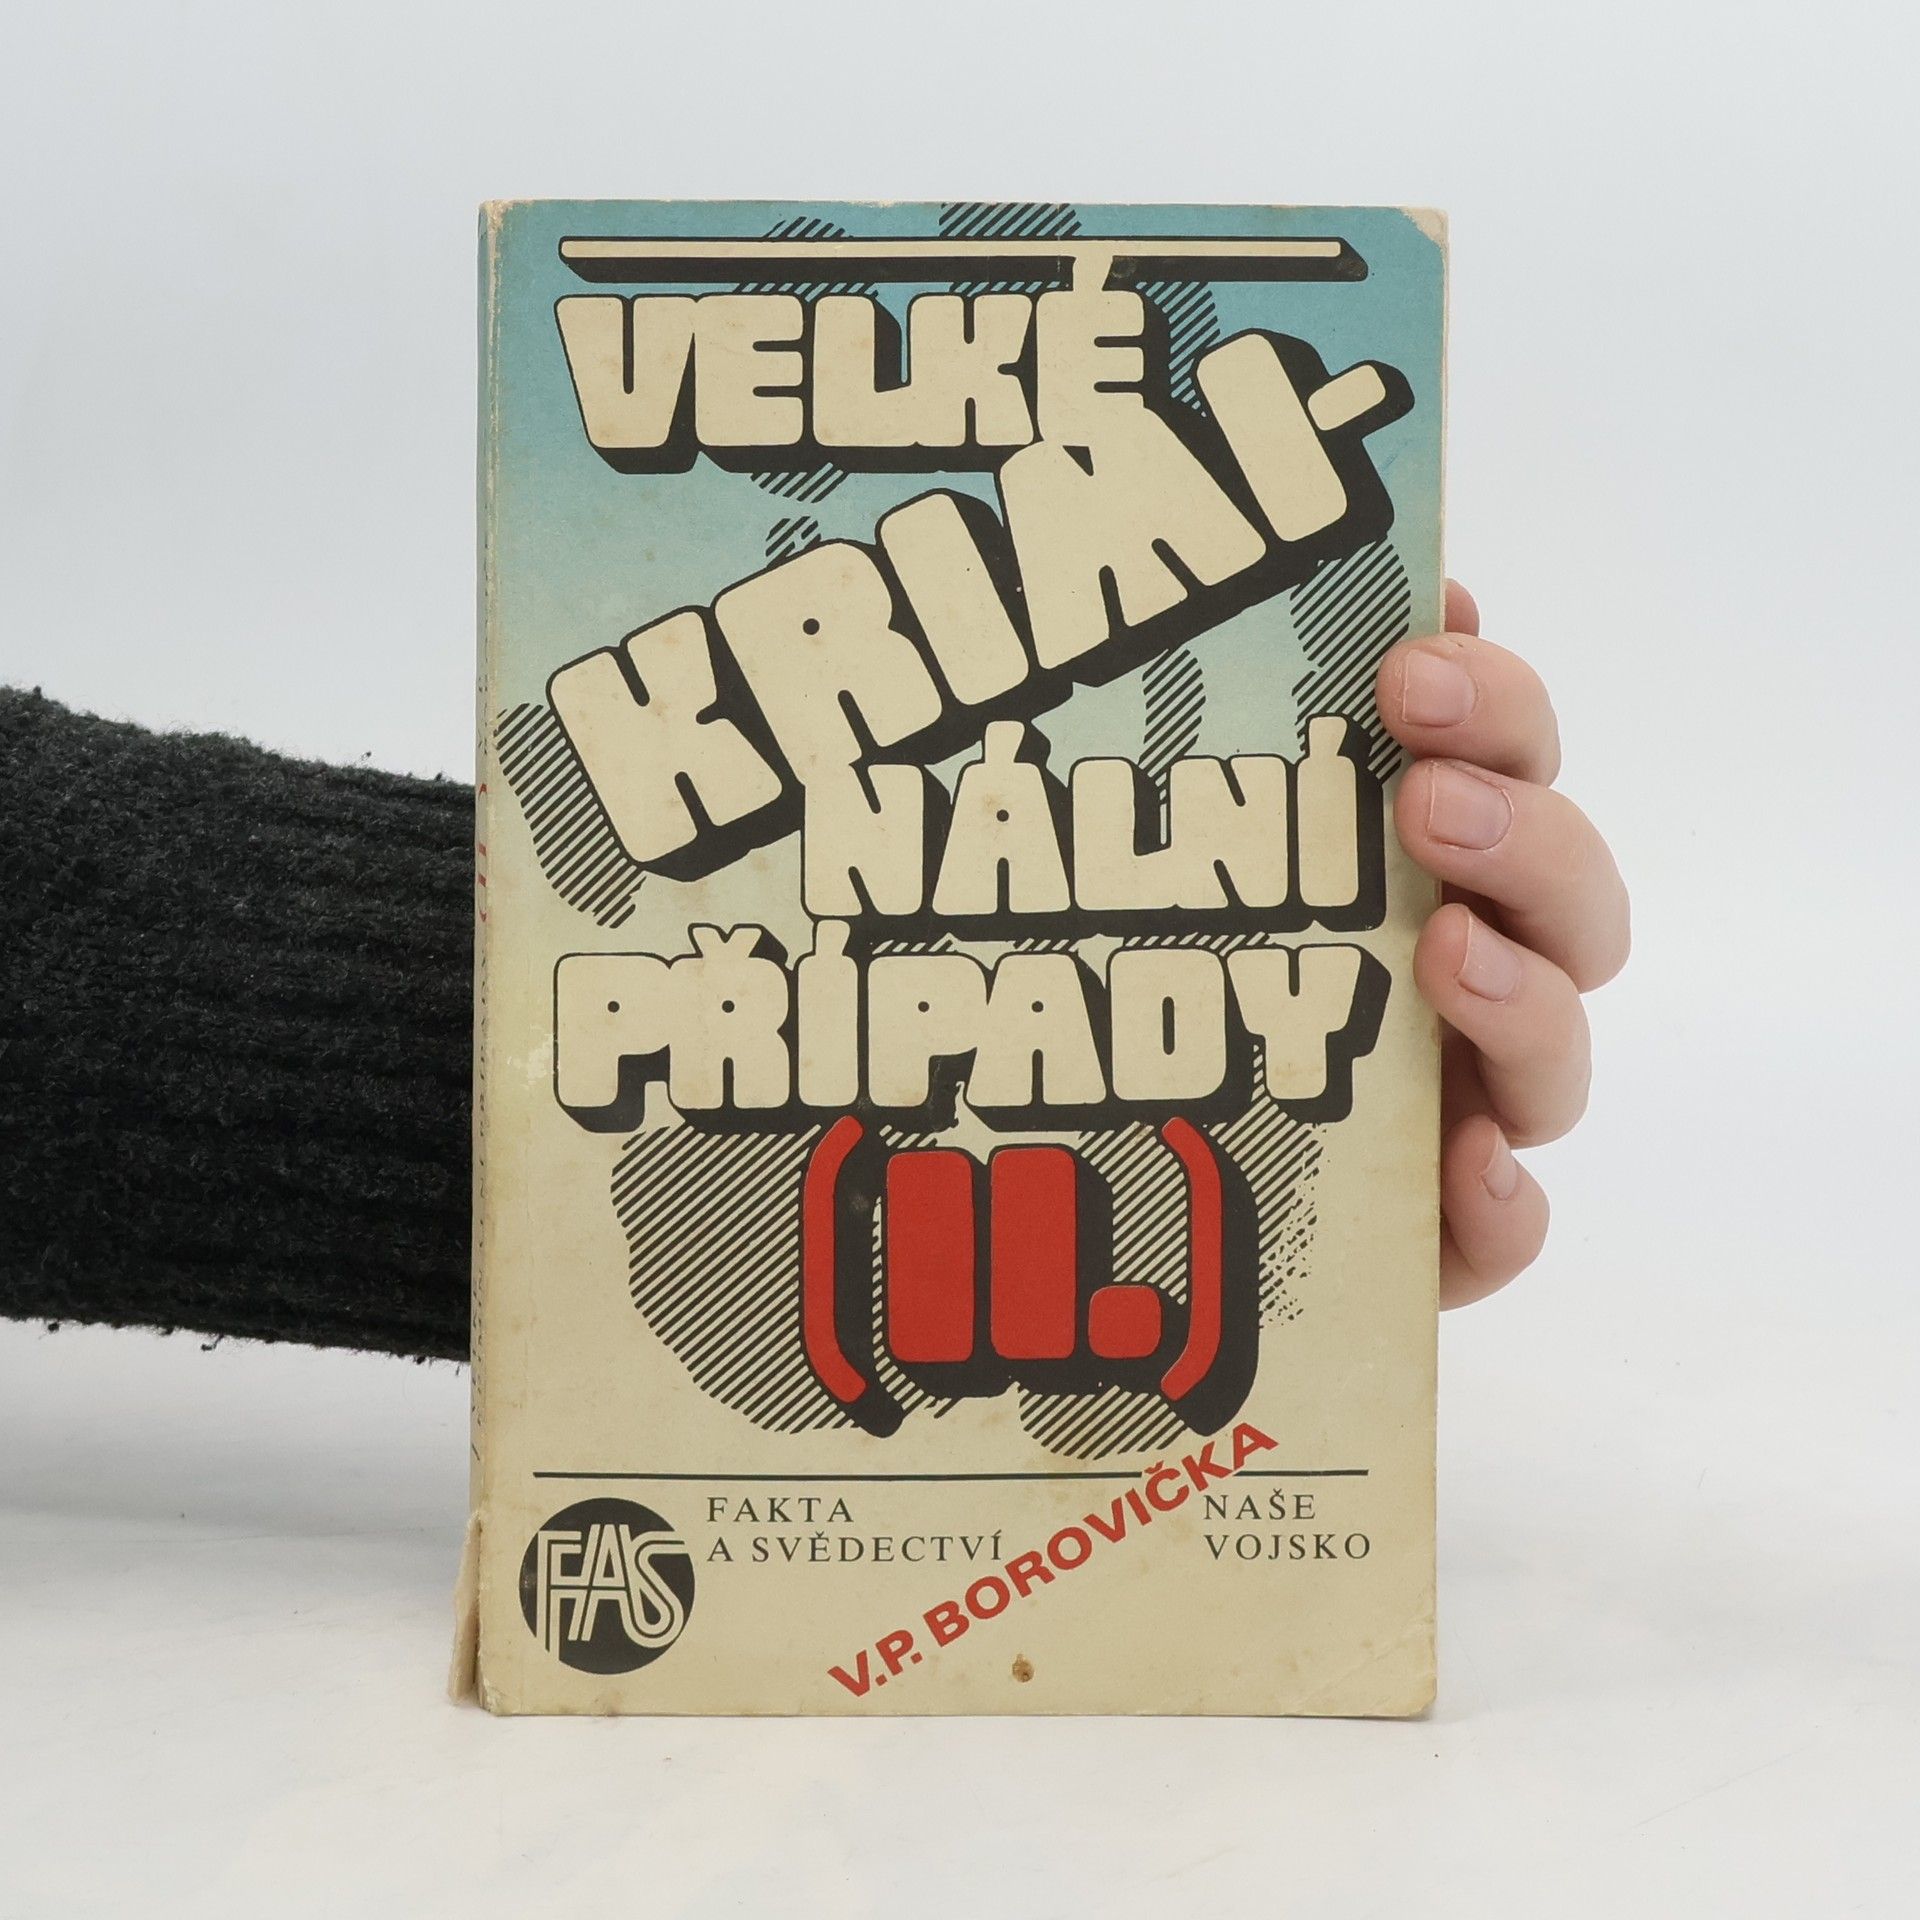 VELKÉ
KRIMI-
NÁLNÍ
PŘÍPADY
(II.)
FAKTA
A SVĚDECTVÍ
NAŠE
VOJSKO
V.P. BOROVIČKA
FAS